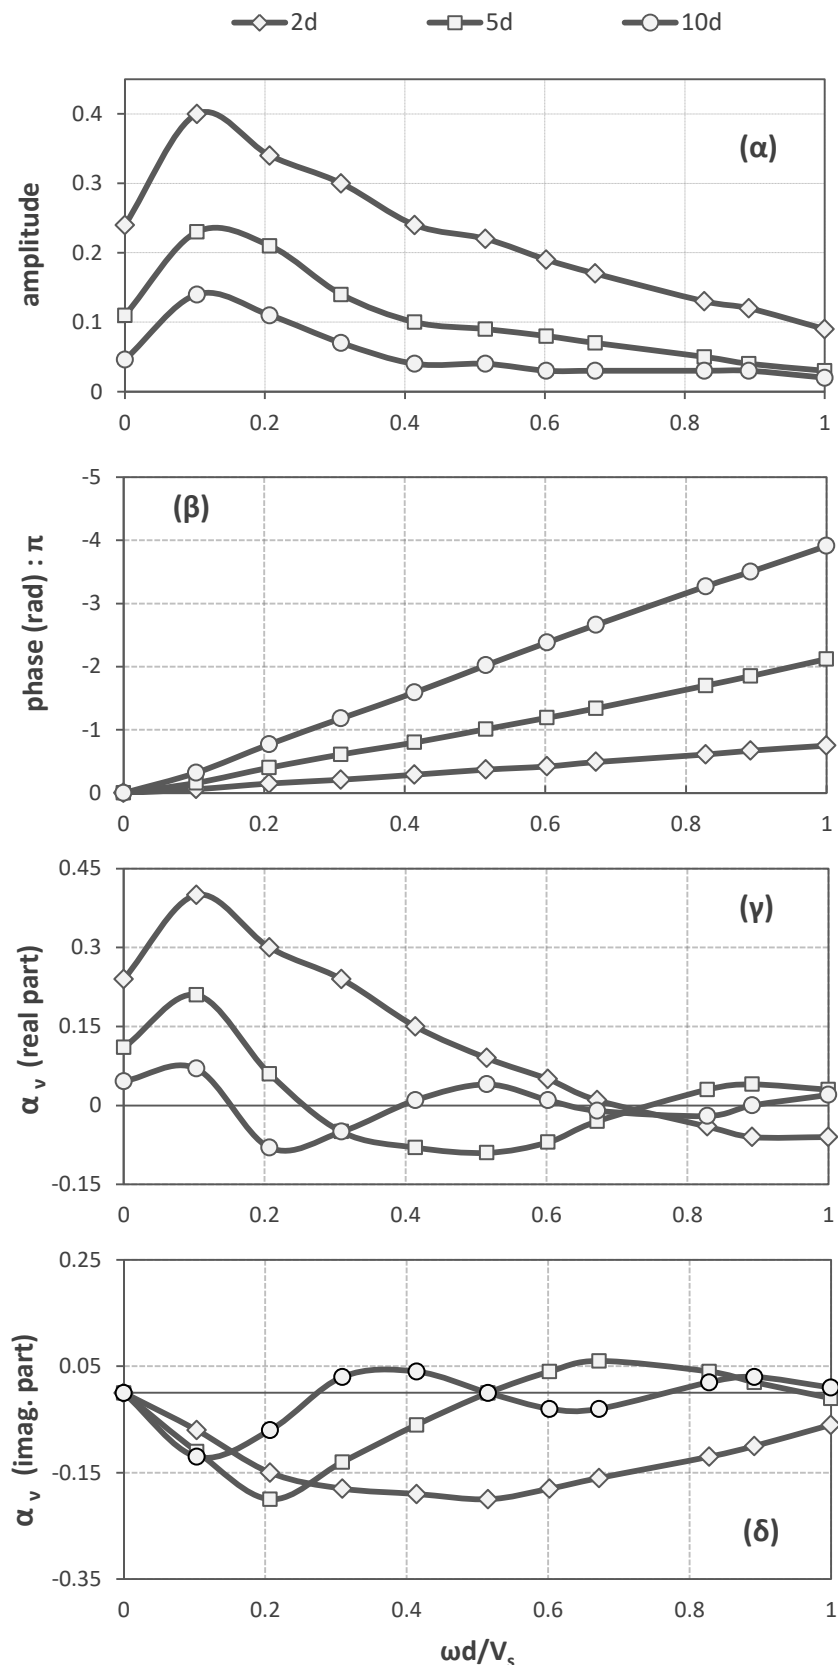 2d 5d 10d
0.4
0.3
0.2
0.1
0
amplitude
(α)
0 0.2 0.4 0.6 0.8 1
-5
-4
-3
-2
-1
0
phase (rad) : π
(β)
0 0.2 0.4 0.6 0.8 1
0.45
0.3
0.15
0
-0.15
αᵥ (real part)
(γ)
0 0.2 0.4 0.6 0.8 1
0.25
0.05
-0.15
-0.35
αᵥ (imag. part)
(δ)
0 0.2 0.4 0.6 0.8 1
ωd/Vₛ